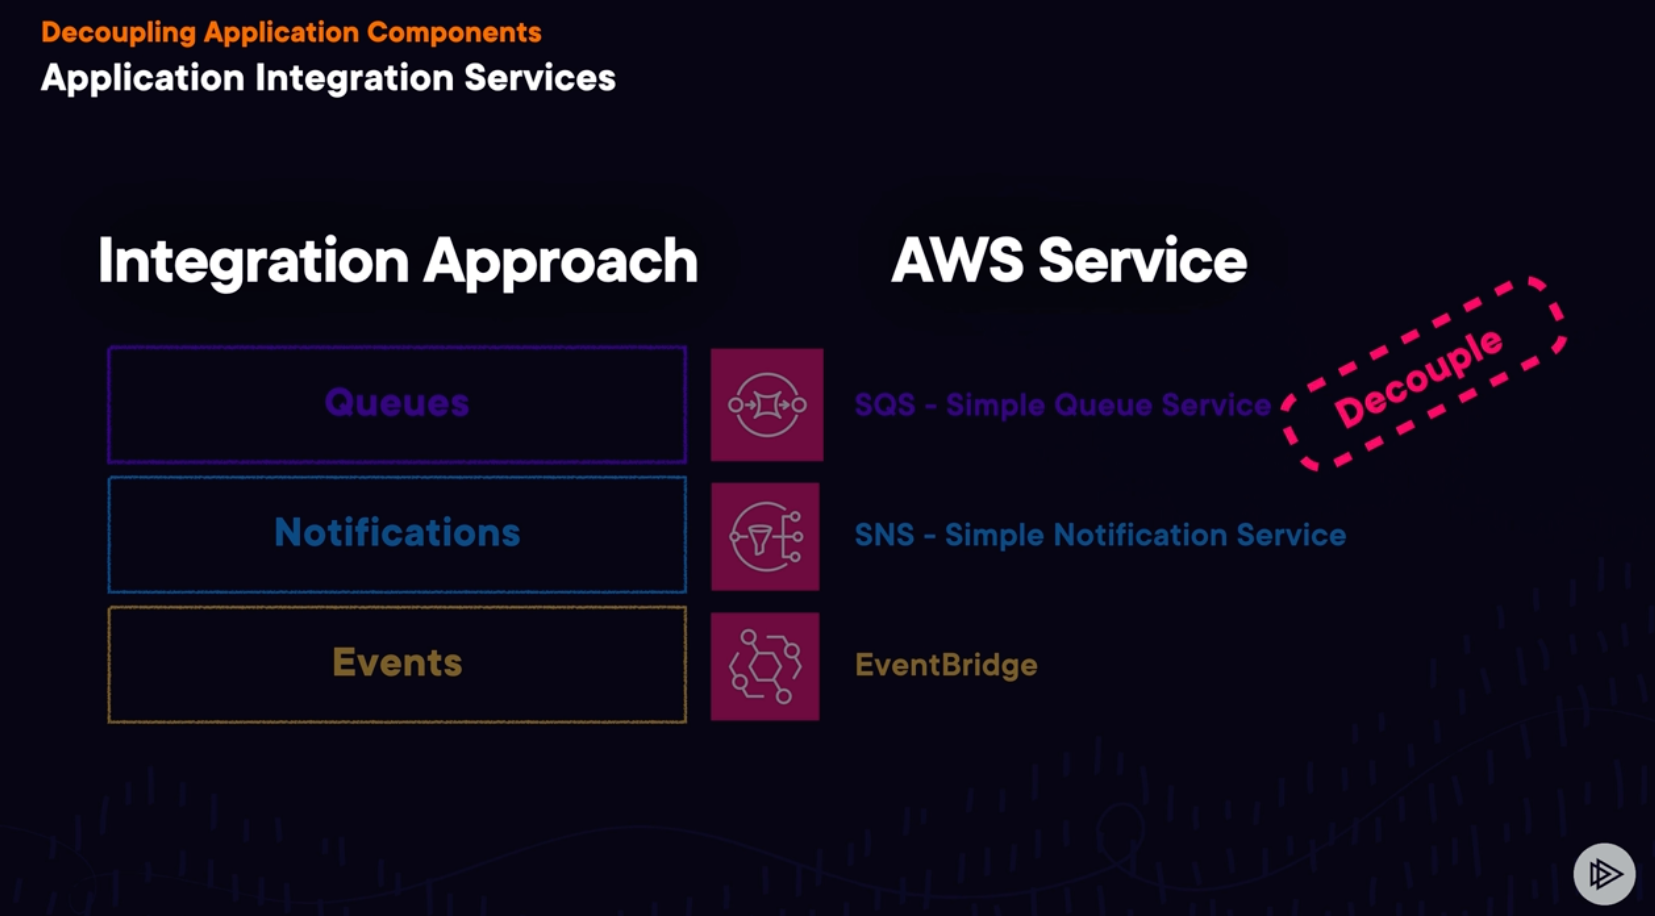 Decoupling Application Components
Application Integration Services
Integration Approach
AWS Service
Queues
SQS - Simple Queue Service
Decouple
Notifications
SNS - Simple Notification Service
Events
EventBridge